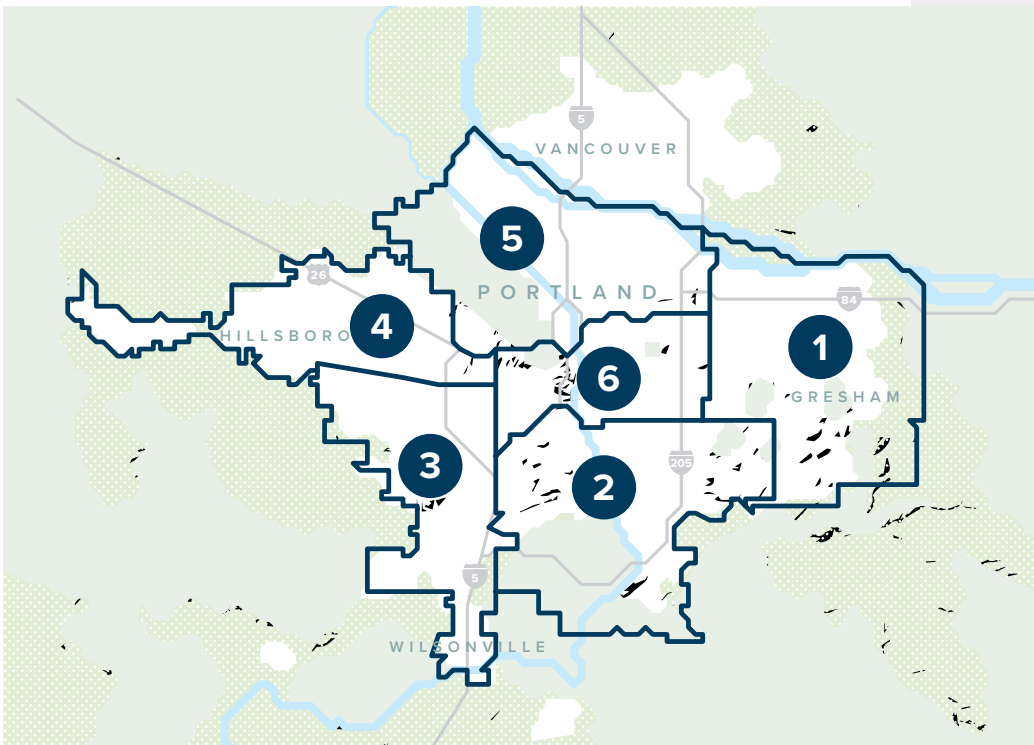 5
VANCOUVER
5
26
PORTLAND
84
4
HILLSBORO
1
6
GRESHAM
3
205
2
5
WILSONVILLE